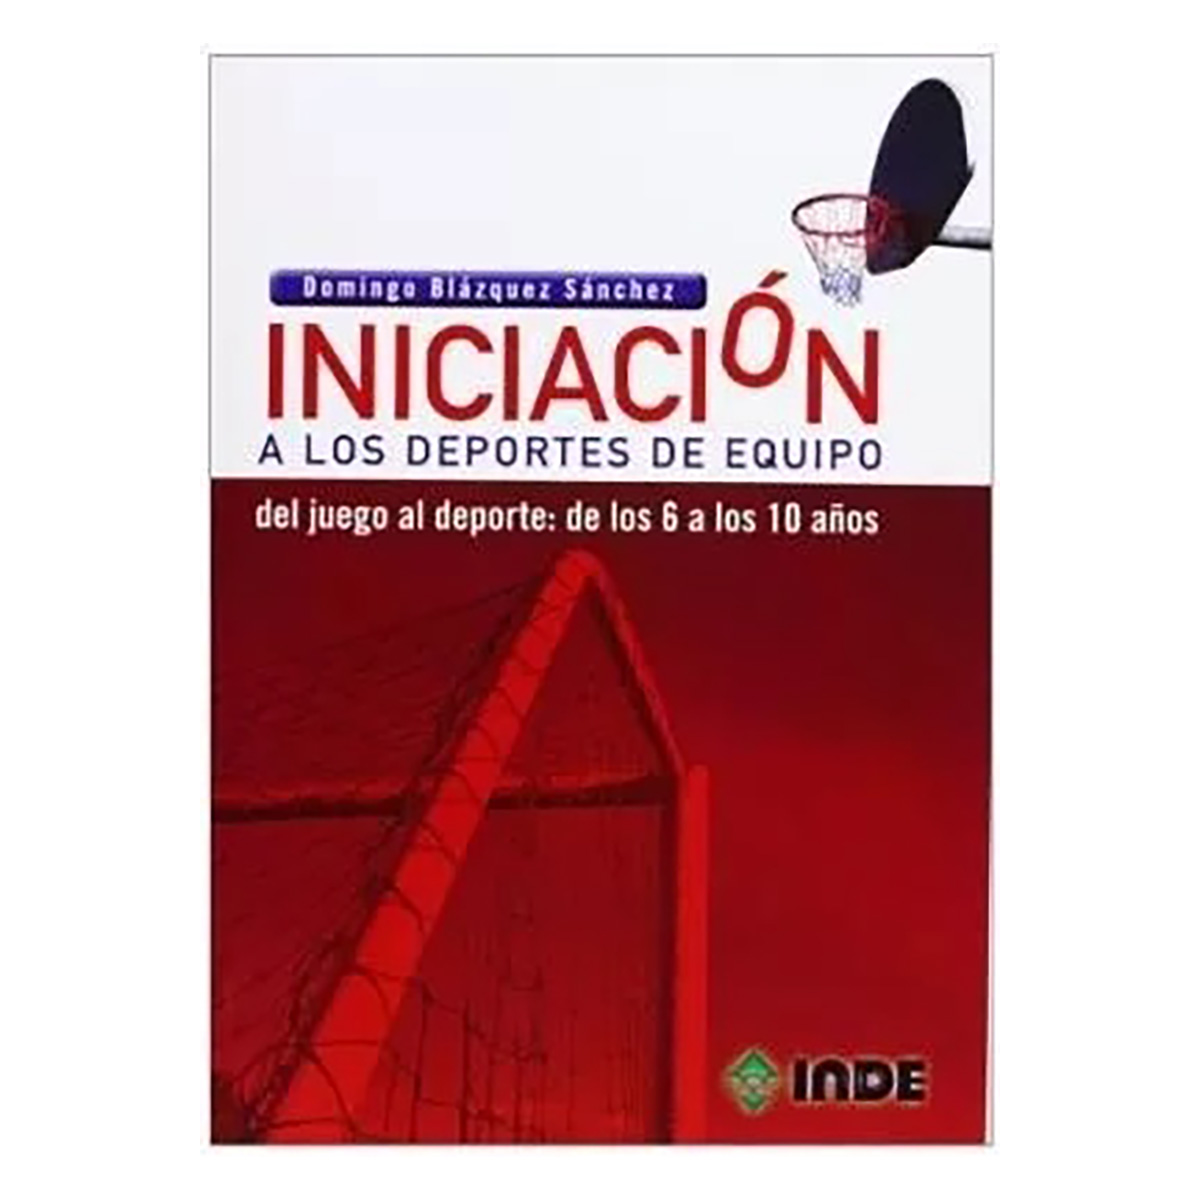 Domingo Blázquez Sánchez
INICIACIÓN
A LOS DEPORTES DE EQUIPO
del juego al deporte: de los 6 a los 10 años
INDE